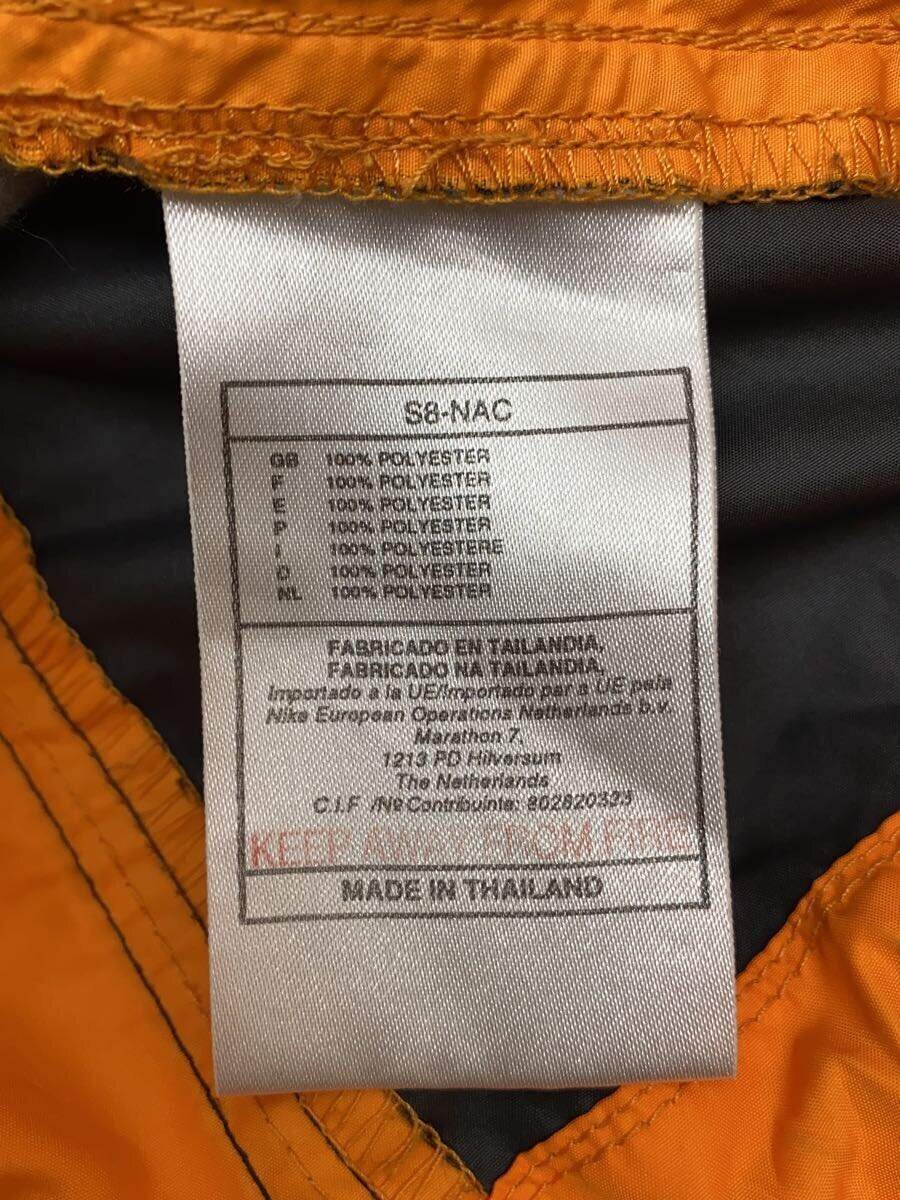 S8-NAC
GB 100% POLYESTER
F 100% POLYESTER
E 100% POLYESTER
P 100% POLYESTER
I 100% POLYESTERE
D 100% POLYESTER
NL 100% POLYESTER
FABRICADO EN TAILANDIA,
FABRICADO NA TAILANDIA,
Importado a la UE/Importado par a UE pela
Nike European Operations Netherlands b.v.
Marathon 7,
1213 PD Hilversum
The Netherlands
C.I.F /Nº Contribuinte: 802820323
KEEP AWAY FROM FIRE
MADE IN THAILAND